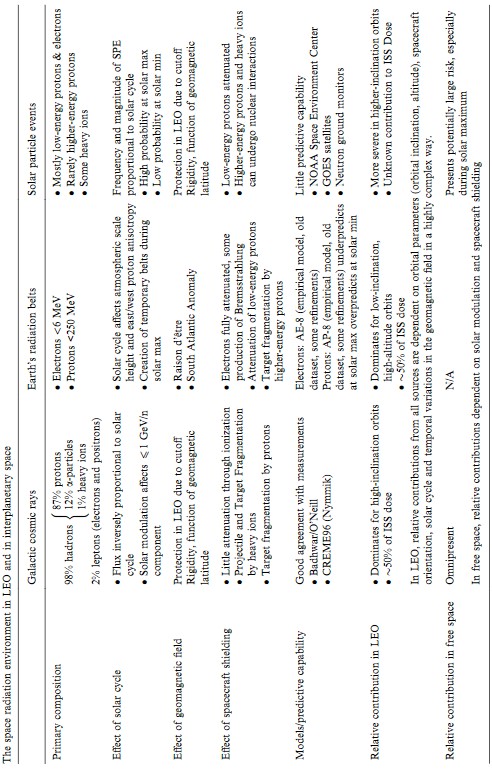 The space radiation environment in LEO and in interplanetary space
Galactic cosmic rays
Earth's radiation belts
Solar particle events
Primary composition
98% hadrons { 87% protons
12% α-particles
1% heavy ions
2% leptons (electrons and positrons)
• Electrons <6 MeV
• Protons <250 MeV
• Mostly low-energy protons & electrons
• Rarely higher-energy protons
• Some heavy ions
Effect of solar cycle
• Flux inversely proportional to solar
cycle
• Solar modulation affects ⩽1 GeV/n
component
• Solar cycle affects atmospheric scale
height and east/west proton anisotropy
• Creation of temporary belts during
solar max
Frequency and magnitude of SPE
proportional to solar cycle
• High probability at solar max
• Low probability at solar min
Effect of geomagnetic field
Protection in LEO due to cutoff
Rigidity, function of geomagnetic
latitude
• Raison d'être
• South Atlantic Anomaly
Protection in LEO due to cutoff
Rigidity, function of geomagnetic
latitude
Effect of spacecraft shielding
• Little attenuation through ionization
• Projectile and Target Fragmentation
by heavy ions
• Target fragmentation by protons
• Electrons fully attenuated, some
production of Bremsstrahlung
• Attenuation of low-energy protons
• Target fragmentation by
higher-energy protons
• Low-energy protons attenuated
• Higher-energy protons and heavy ions
can undergo nuclear interactions
Models/predictive capability
Good agreement with measurements
• Badhwar/O'Neill
• CREME96 (Nymmik)
Electrons: AE-8 (empirical model, old
dataset, some refinements)
Protons: AP-8 (empirical model, old
dataset, some refinements) underpredicts
at solar max overpredicts at solar min
Little predictive capability
• NOAA Space Environment Center
• GOES satellites
• Neutron ground monitors
Relative contribution in LEO
• Dominates for high-inclination orbits
• ~50% of ISS dose
• Dominates for low-inclination,
high-altitude orbits
• ~50% of ISS dose
• More severe in higher-inclination orbits
• Unknown contribution to ISS Dose
In LEO, relative contributions from all sources are dependent on orbital parameters (orbital inclination, altitude), spacecraft
orientation, solar cycle and temporal variations in the geomagnetic field in a highly complex way.
Relative contribution in free space
Omnipresent
N/A
Presents potentially large risk, especially
during solar maximum
In free space, relative contributions dependent on solar modulation and spacecraft shielding